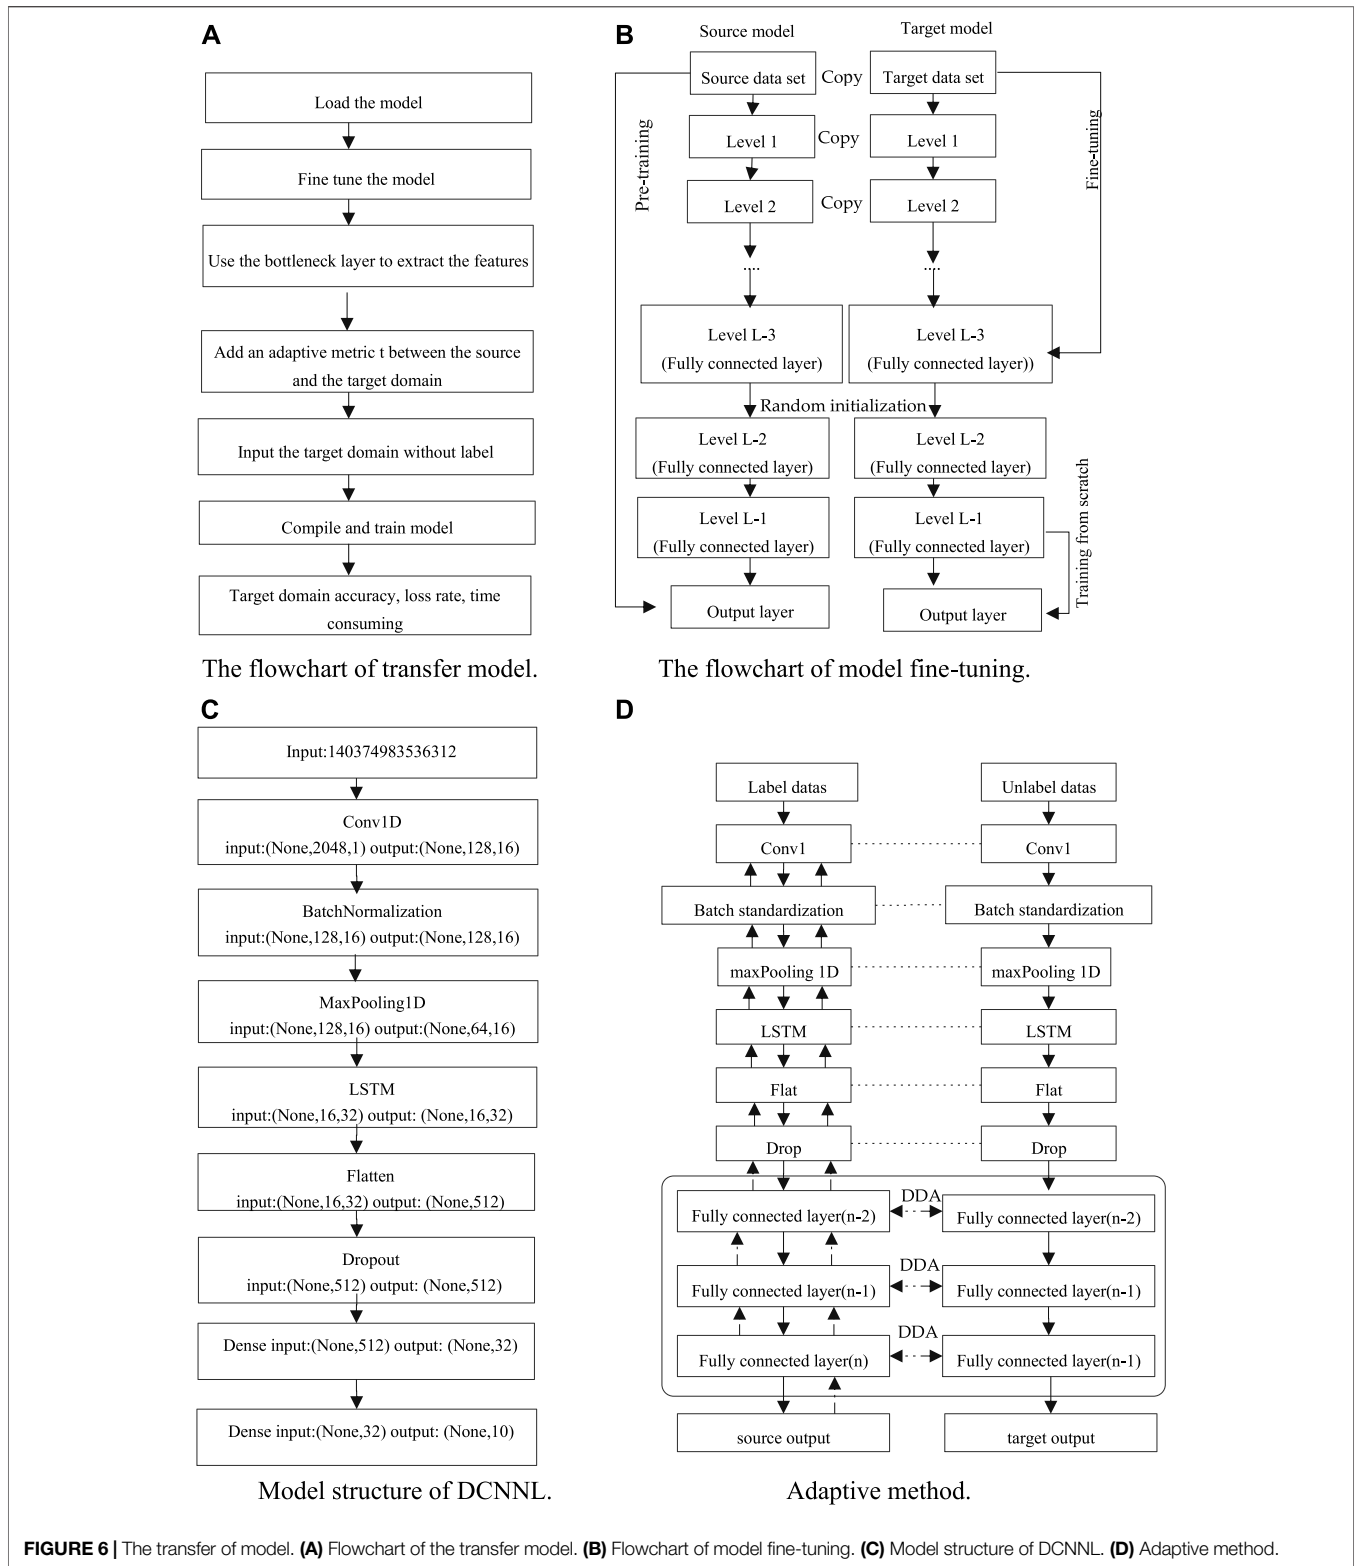 A
Load the model
Fine tune the model
Use the bottleneck layer to extract the features
Add an adaptive metric t between the source
and the target domain
Input the target domain without label
Compile and train model
Target domain accuracy, loss rate, time
consuming
The flowchart of transfer model.
B
Source model
Target model
Source data set
Copy
Target data set
Level 1
Copy
Level 1
Level 2
Copy
Level 2
....
....
Pre-training
Fine-tuning
Level L-3
(Fully connected layer)
Level L-3
(Fully connected layer))
Random initialization
Level L-2
(Fully connected layer)
Level L-2
(Fully connected layer)
Level L-1
(Fully connected layer)
Level L-1
(Fully connected layer)
Training from scratch
Output layer
Output layer
The flowchart of model fine-tuning.
C
Input:140374983536312
Conv1D
input:(None,2048,1) output:(None,128,16)
BatchNormalization
input:(None,128,16) output:(None,128,16)
MaxPooling1D
input:(None,128,16) output:(None,64,16)
LSTM
input:(None,16,32) output: (None,16,32)
Flatten
input:(None,16,32) output: (None,512)
Dropout
input:(None,512) output: (None,512)
Dense input:(None,512) output: (None,32)
Dense input:(None,32) output: (None,10)
Model structure of DCNNL.
D
Label datas
Unlabel datas
Conv1
Conv1
Batch standardization
Batch standardization
maxPooling 1D
maxPooling 1D
LSTM
LSTM
Flat
Flat
Drop
Drop
Fully connected layer(n-2)
DDA
Fully connected layer(n-2)
Fully connected layer(n-1)
DDA
Fully connected layer(n-1)
Fully connected layer(n)
DDA
Fully connected layer(n-1)
source output
target output
Adaptive method.
FIGURE 6 | The transfer of model. (A) Flowchart of the transfer model. (B) Flowchart of model fine-tuning. (C) Model structure of DCNNL. (D) Adaptive method.